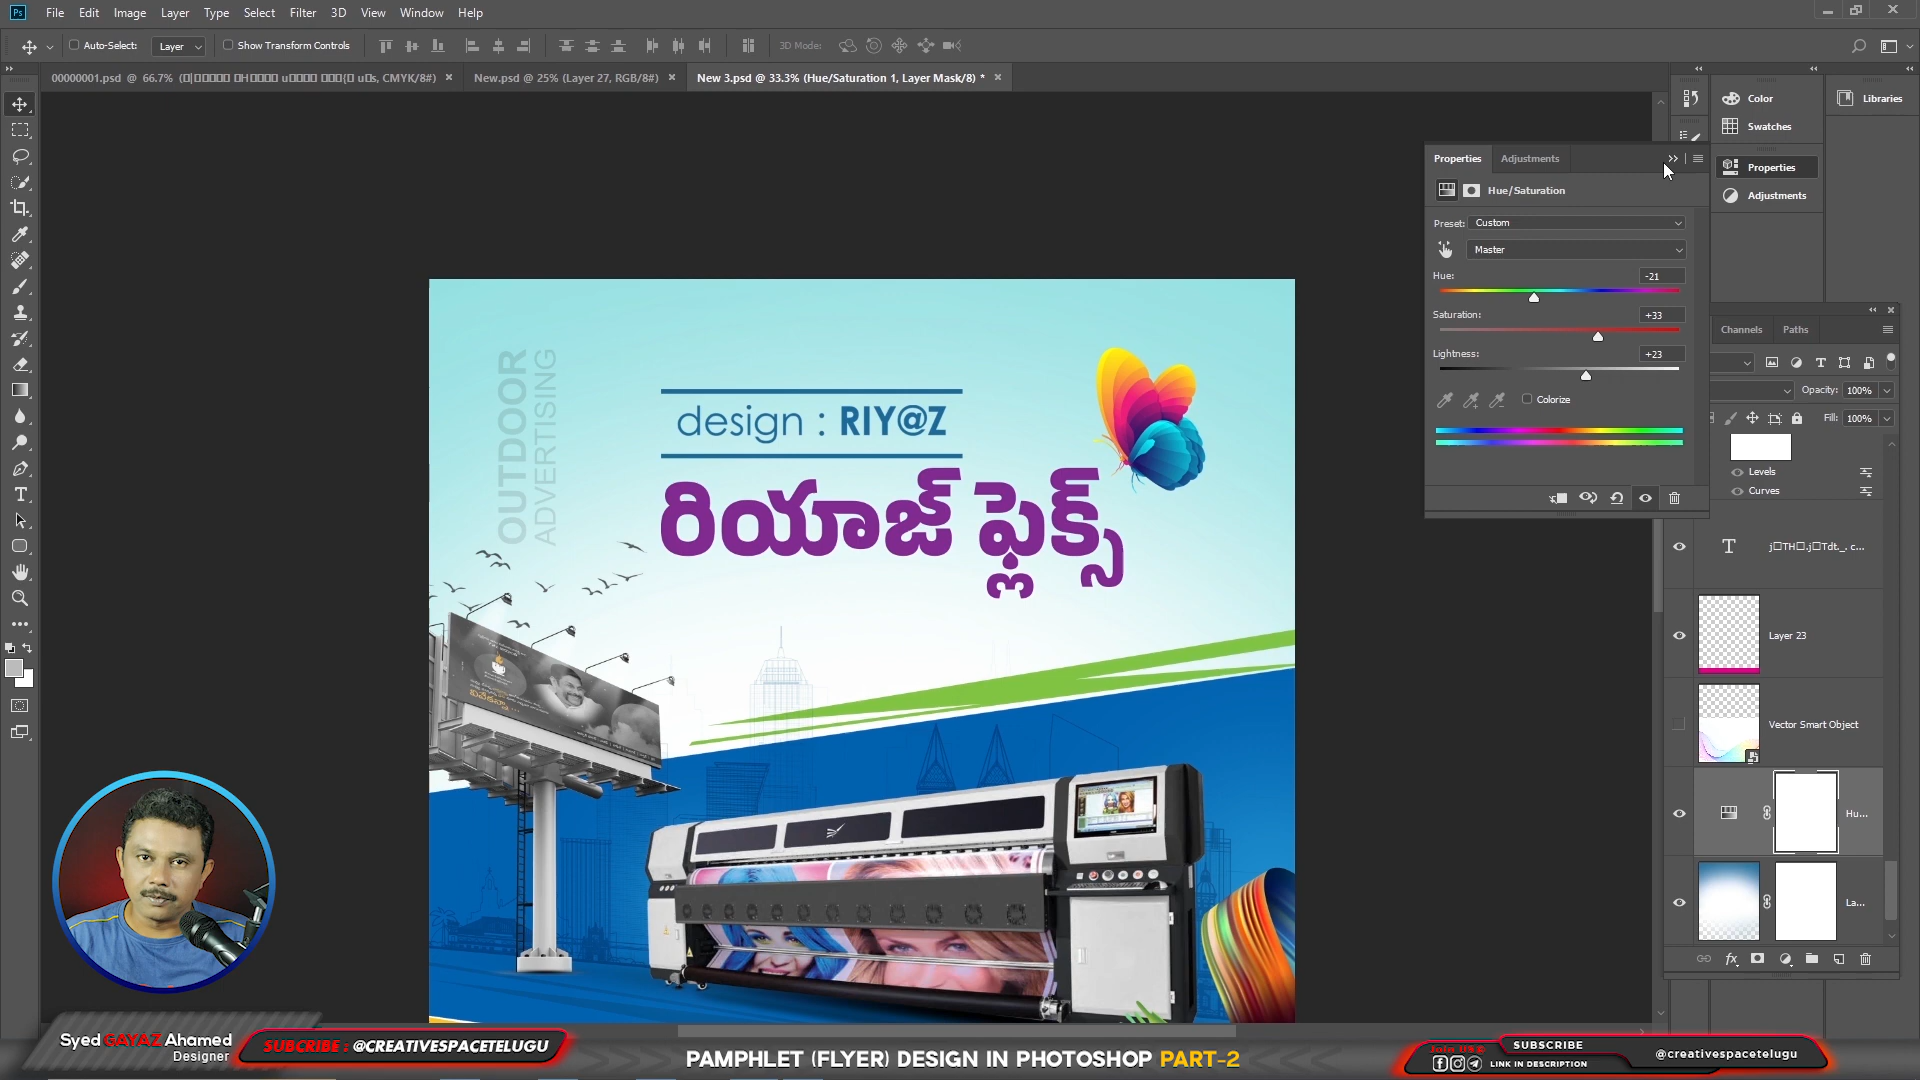 File Edit Image Layer Type Select Filter 3D View Window Help
Auto-Select: Layer Show Transform Controls 3D Mode:
New.psd @ 25% (Layer 27, RGB/8#) ×
New 3.psd @ 33.3% (Hue/Saturation 1, Layer Mask/8) * ×
Color
Swatches
Properties
Adjustments
Libraries
Properties Adjustments
Hue/Saturation
Preset: Custom
Master
Hue: -21
Saturation: +33
Lightness: +23
Colorize
Channels Paths
Opacity: 100%
Fill: 100%
Levels
Curves
Layer 23
Vector Smart Object
Hu...
La...
OUTDOOR
ADVERTISING
design : RIY@Z
రియాజ్ ఫ్లెక్స్
Syed GAYAZ Ahamed
Designer
SUBCRIBE : @CREATIVESPACETELUGU
PAMPHLET (FLYER) DESIGN IN PHOTOSHOP PART-2
Join US@
SUBSCRIBE
LINK IN DESCRIPTION
@creativespacetelugu